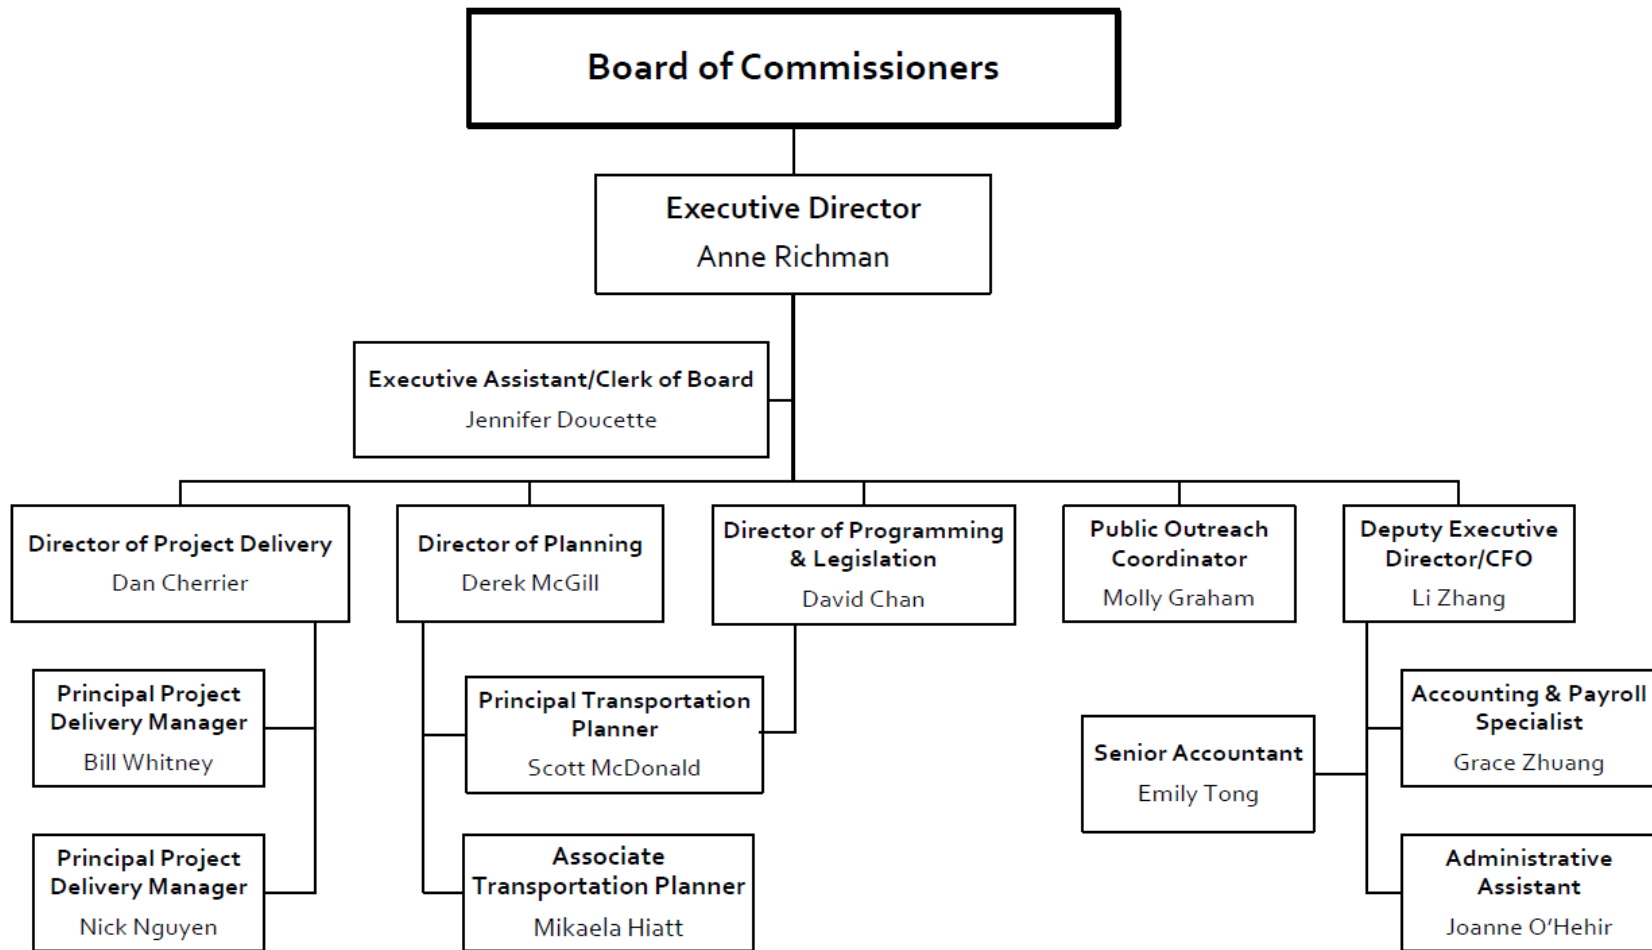 Board of Commissioners
Executive Director
Anne Richman
Executive Assistant/Clerk of Board
Jennifer Doucette
Director of Project Delivery
Dan Cherrier
Director of Planning
Derek McGill
Director of Programming
& Legislation
David Chan
Public Outreach
Coordinator
Molly Graham
Deputy Executive
Director/CFO
Li Zhang
Principal Project
Delivery Manager
Bill Whitney
Principal Transportation
Planner
Scott McDonald
Senior Accountant
Emily Tong
Accounting & Payroll
Specialist
Grace Zhuang
Principal Project
Delivery Manager
Nick Nguyen
Associate
Transportation Planner
Mikaela Hiatt
Administrative
Assistant
Joanne O’Hehir